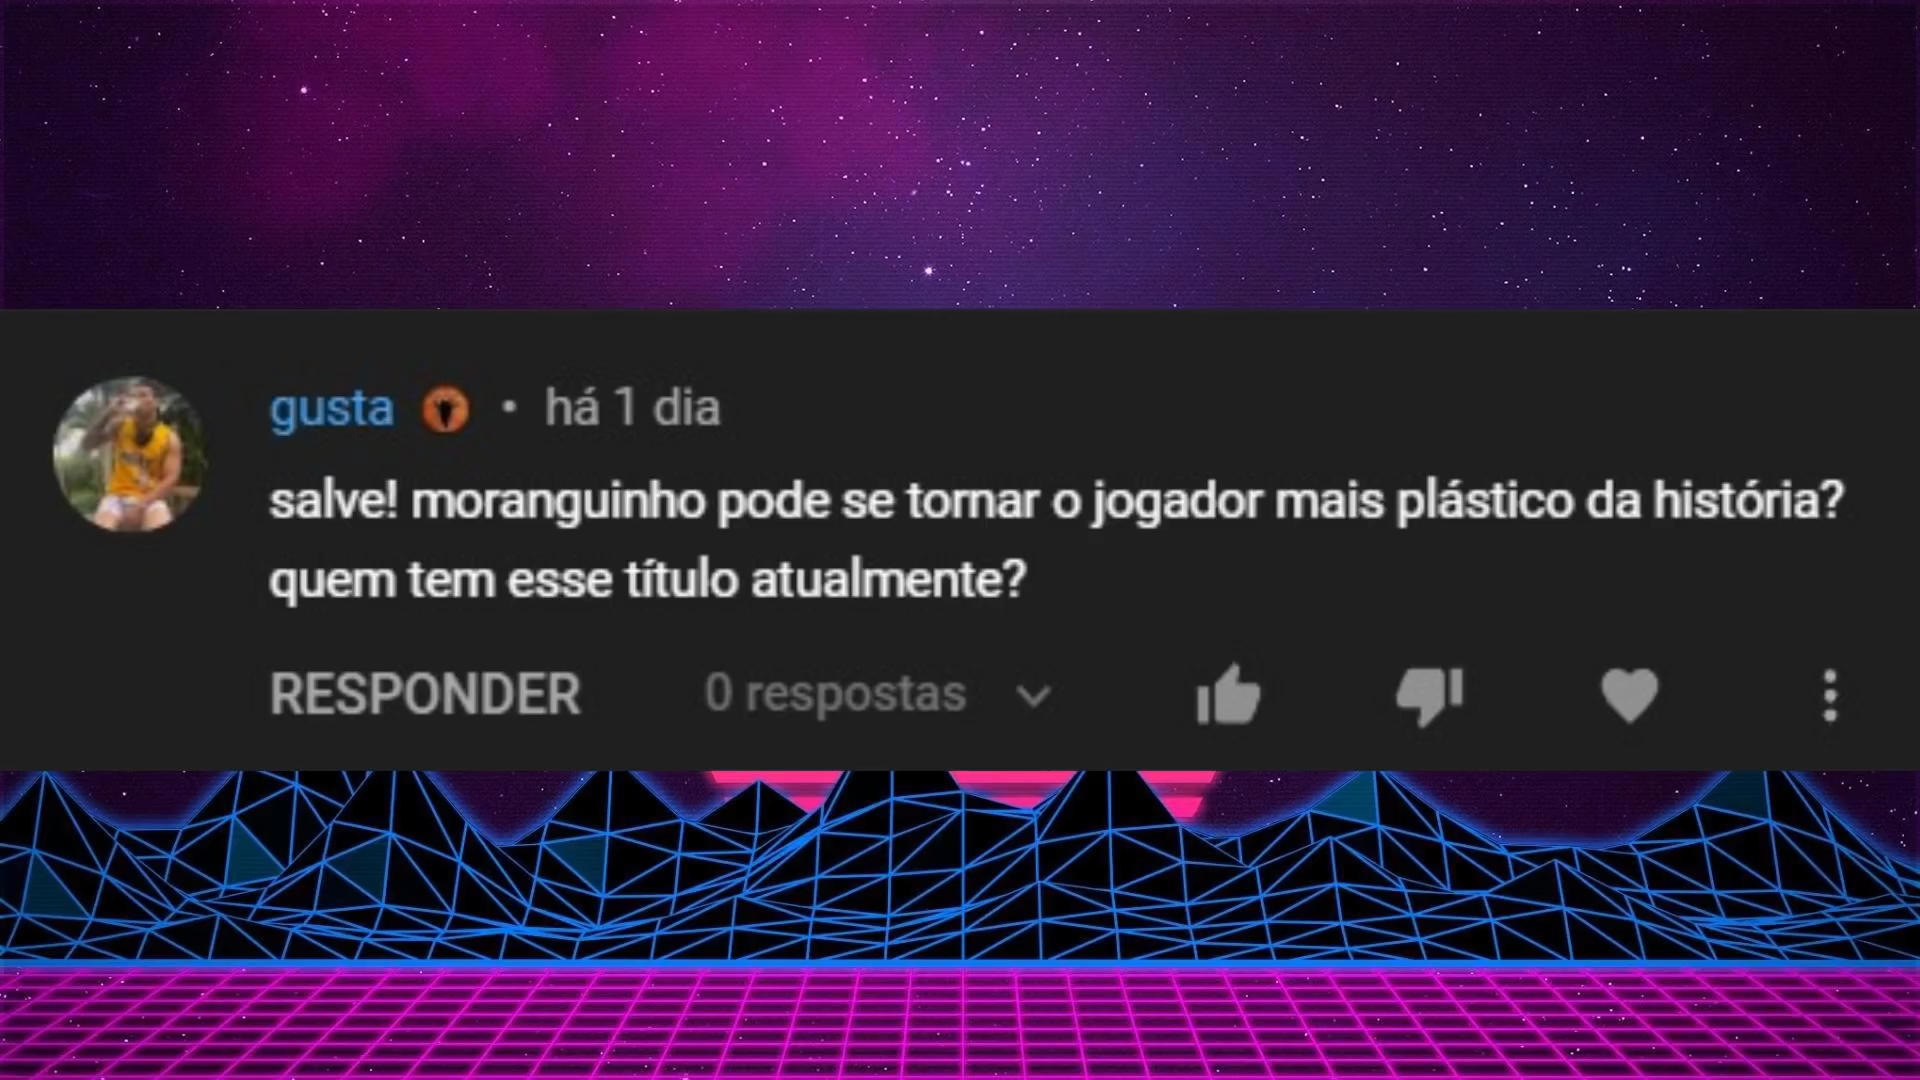 gusta • há 1 dia
salve! moranguinho pode se tornar o jogador mais plástico da história?
quem tem esse título atualmente?
RESPONDER 0 respostas